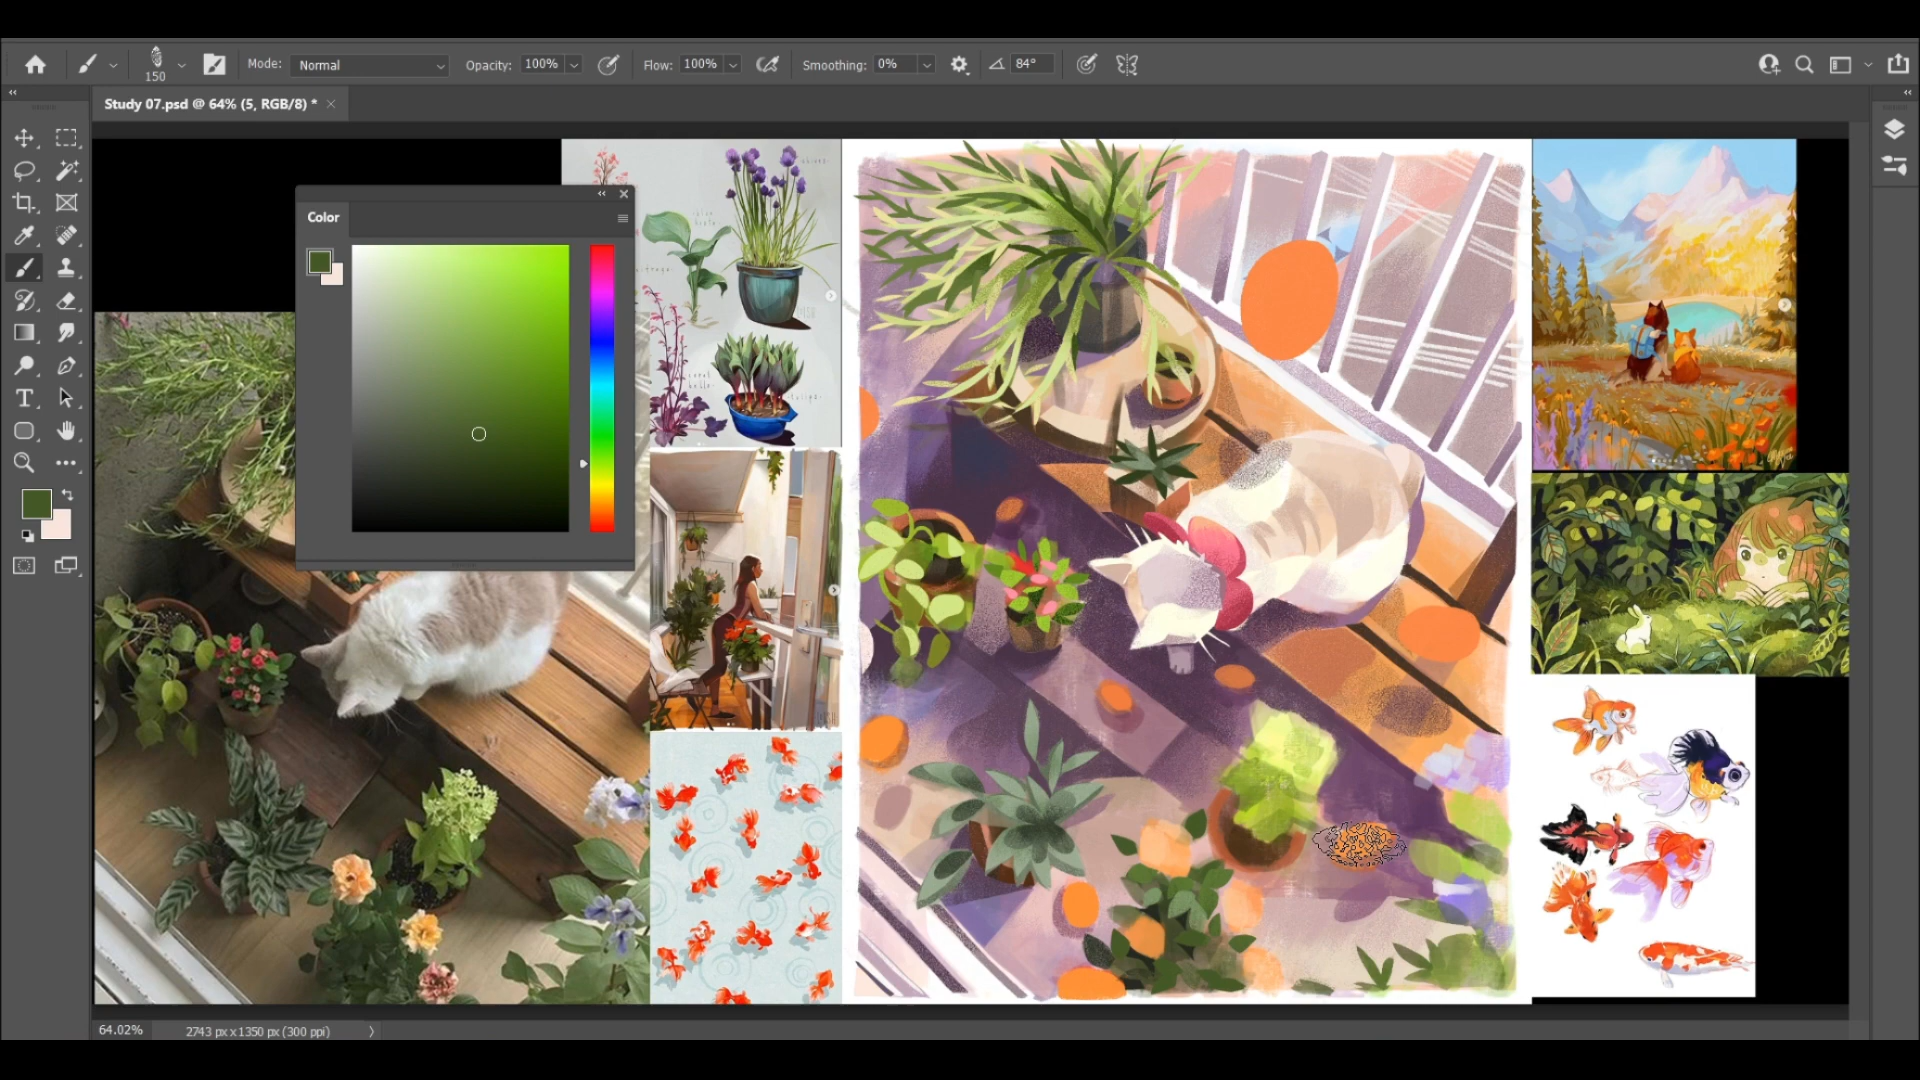 150
Mode: Normal
Opacity: 100%
Flow: 100%
Smoothing: 0%
84°
Study 07.psd @ 64% (5, RGB/8) *
Color
64.02%
2743 px x 1350 px (300 ppi)